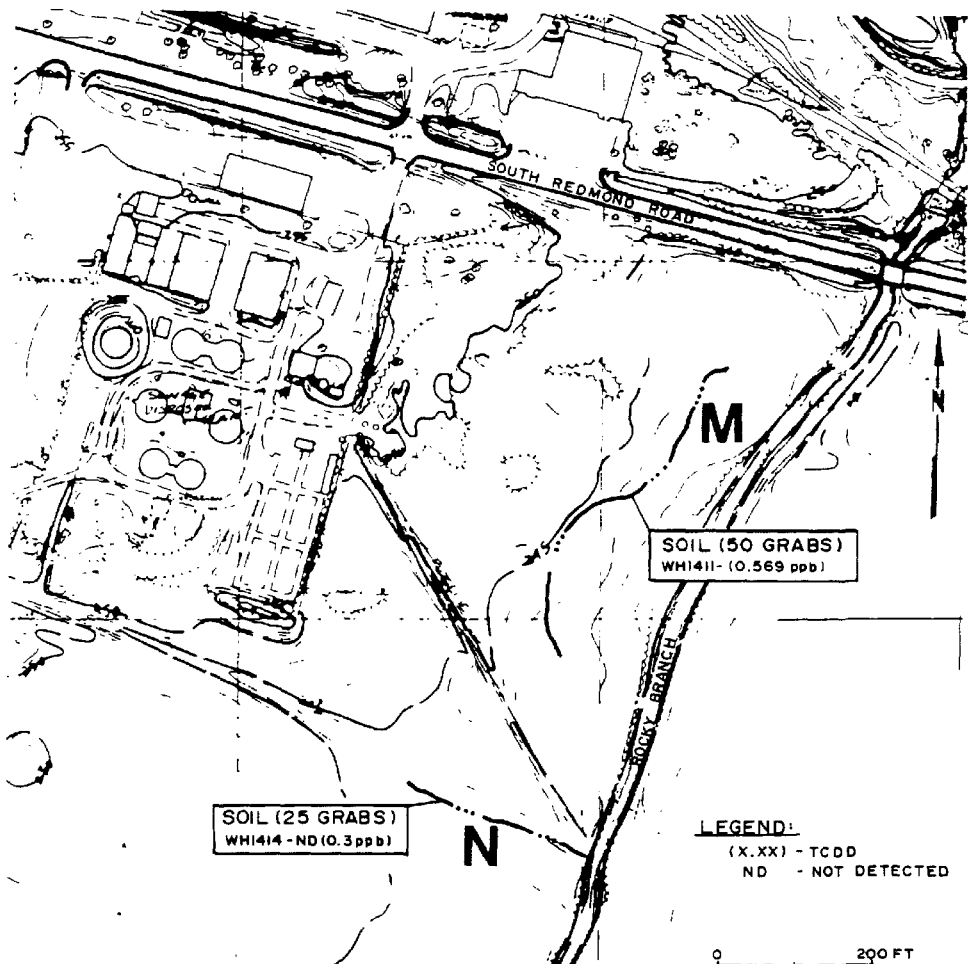 SOUTH REDMOND ROAD
M
N
SOIL (50 GRABS)
WH1411- (0.569 ppb)
ROCKY BRANCH
SOIL (25 GRABS)
WH1414 - ND (0.3ppb)
N
LEGEND:
(X.XX) - TCDD
ND - NOT DETECTED
0 200 FT